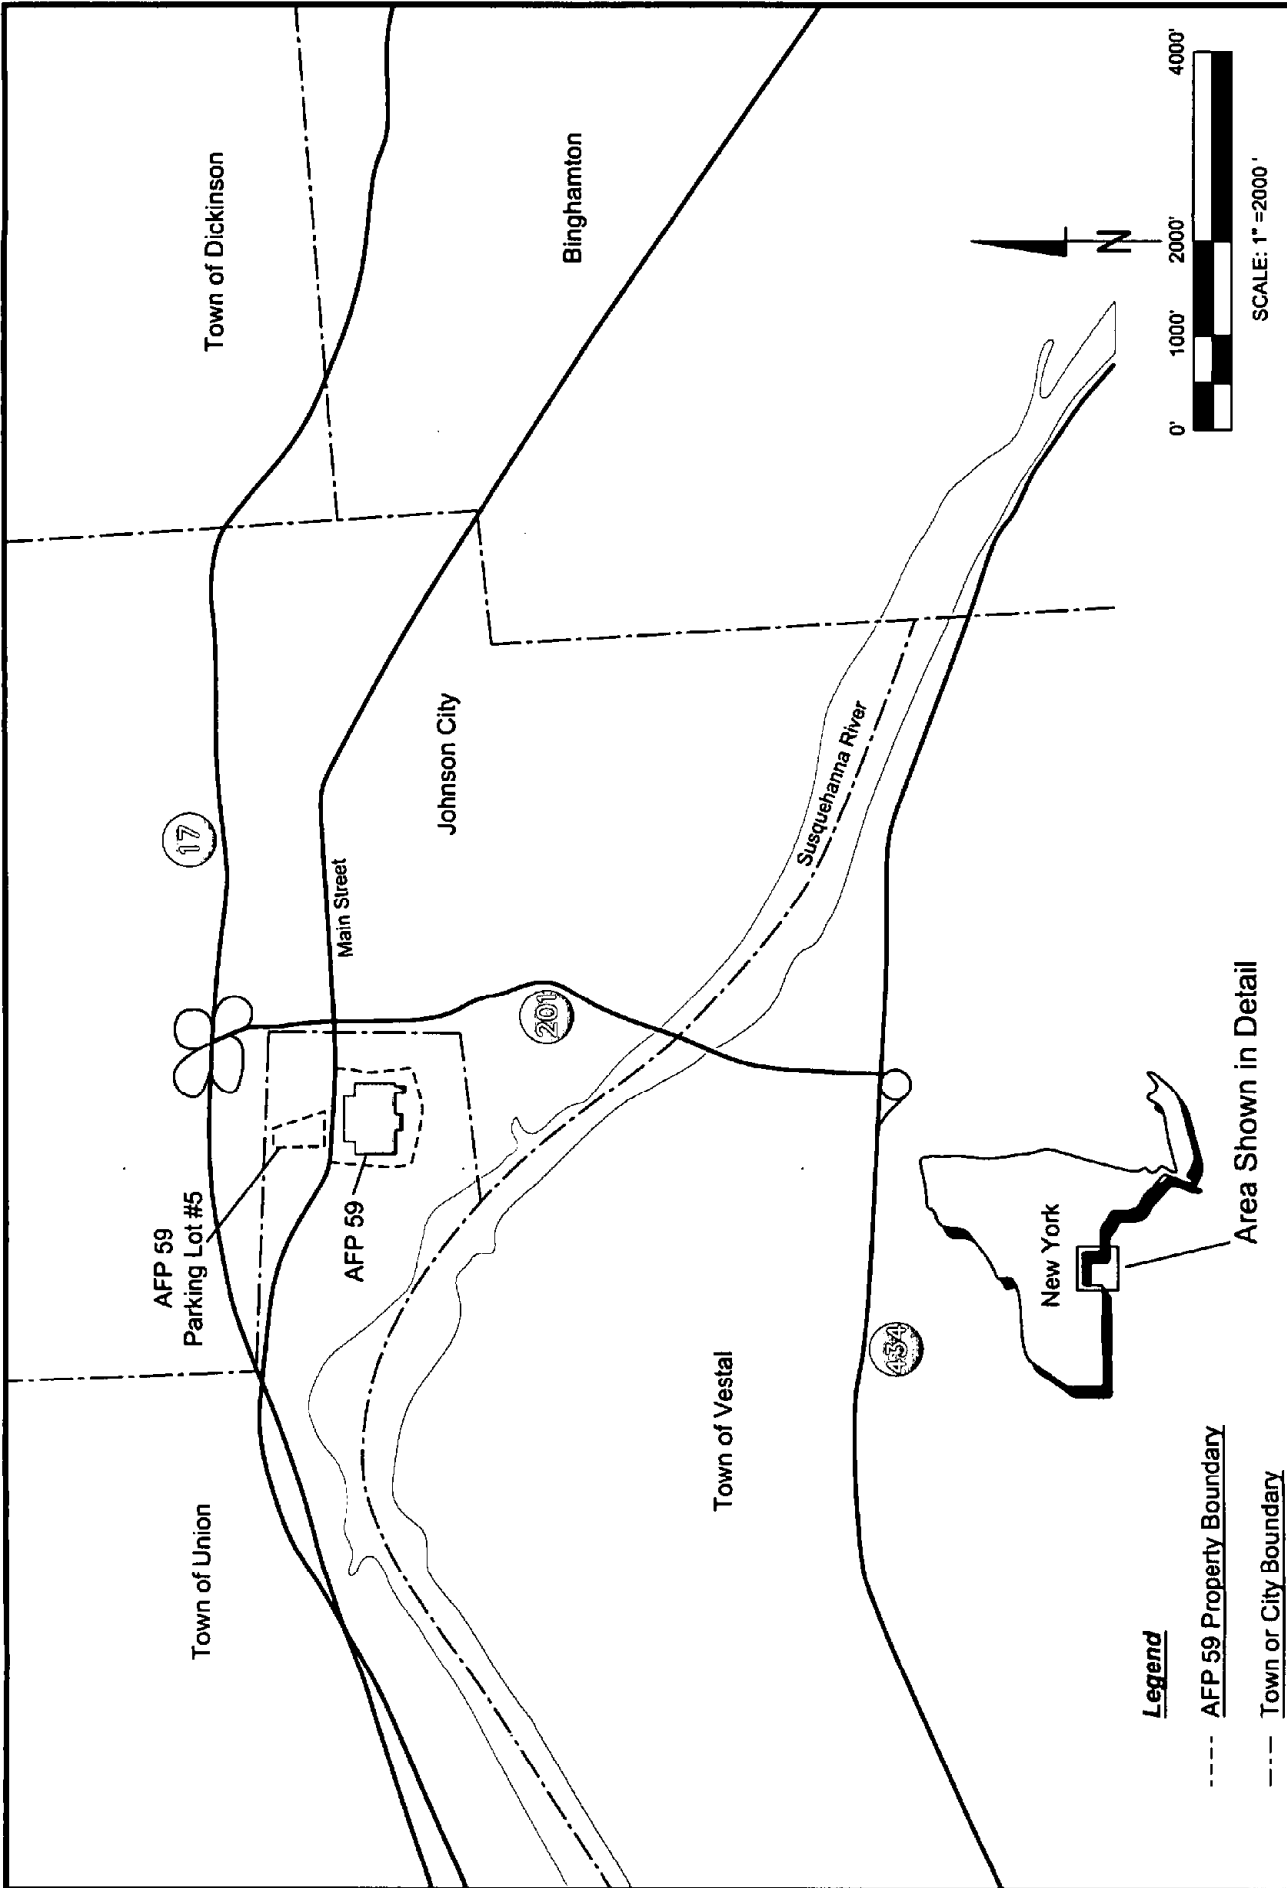 Town of Dickinson
Binghamton
17
Main Street
Johnson City
201
Susquehanna River
AFP 59
Parking Lot #5
AFP 59
Town of Union
Town of Vestal
434
New York
Area Shown in Detail
N
0' 1000' 2000' 4000'
SCALE: 1" =2000 '
Legend
---- AFP 59 Property Boundary
—·— Town or City Boundary